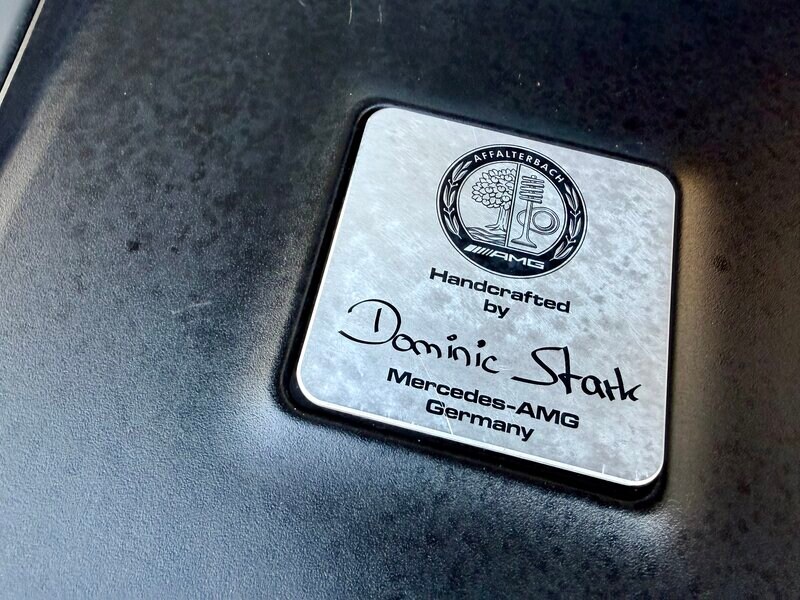 AFFALTERBACH
AMG
Handcrafted
by
Dominic Stark
Mercedes-AMG
Germany